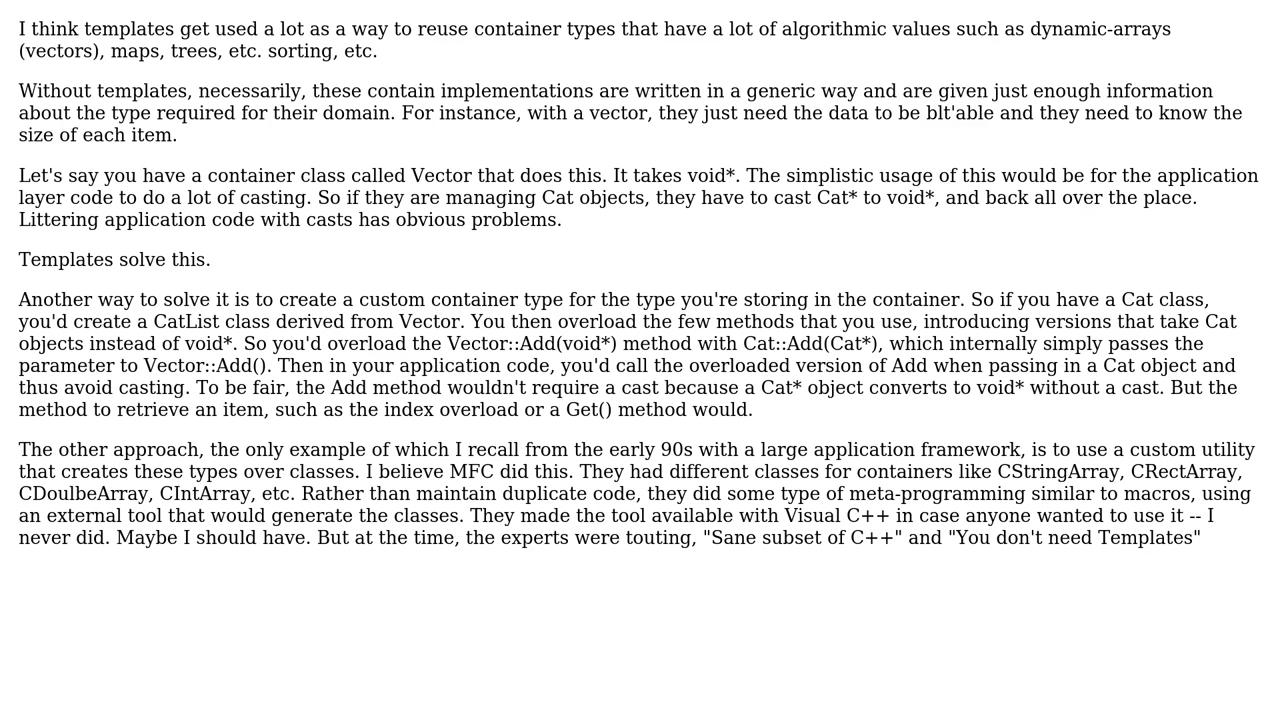 I think templates get used a lot as a way to reuse container types that have a lot of algorithmic values such as dynamic-arrays
(vectors), maps, trees, etc. sorting, etc.
Without templates, necessarily, these contain implementations are written in a generic way and are given just enough information
about the type required for their domain. For instance, with a vector, they just need the data to be blt'able and they need to know the
size of each item.
Let's say you have a container class called Vector that does this. It takes void*. The simplistic usage of this would be for the application
layer code to do a lot of casting. So if they are managing Cat objects, they have to cast Cat* to void*, and back all over the place.
Littering application code with casts has obvious problems.
Templates solve this.
Another way to solve it is to create a custom container type for the type you're storing in the container. So if you have a Cat class,
you'd create a CatList class derived from Vector. You then overload the few methods that you use, introducing versions that take Cat
objects instead of void*. So you'd overload the Vector::Add(void*) method with Cat::Add(Cat*), which internally simply passes the
parameter to Vector::Add(). Then in your application code, you'd call the overloaded version of Add when passing in a Cat object and
thus avoid casting. To be fair, the Add method wouldn't require a cast because a Cat* object converts to void* without a cast. But the
method to retrieve an item, such as the index overload or a Get() method would.
The other approach, the only example of which I recall from the early 90s with a large application framework, is to use a custom utility
that creates these types over classes. I believe MFC did this. They had different classes for containers like CStringArray, CRectArray,
CDoulbeArray, CIntArray, etc. Rather than maintain duplicate code, they did some type of meta-programming similar to macros, using
an external tool that would generate the classes. They made the tool available with Visual C++ in case anyone wanted to use it -- I
never did. Maybe I should have. But at the time, the experts were touting, "Sane subset of C++" and "You don't need Templates"